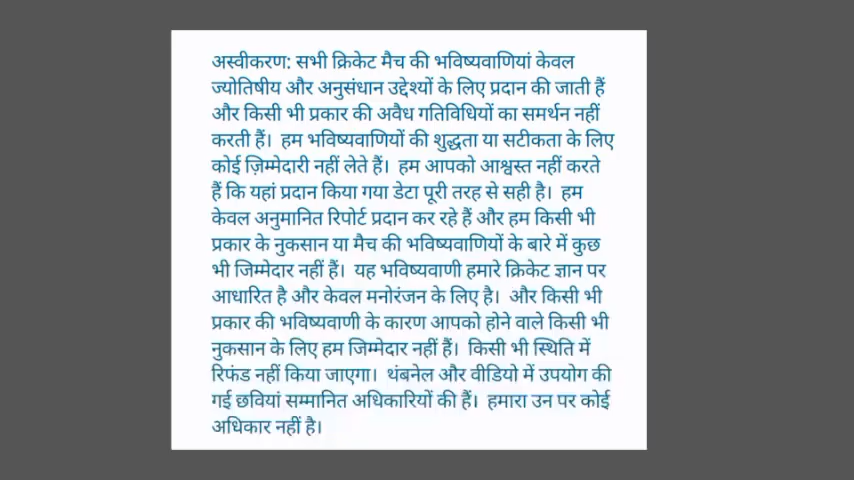 अस्वीकरण: सभी क्रिकेट मैच की भविष्यवाणियां केवल
ज्योतिषीय और अनुसंधान उद्देश्यों के लिए प्रदान की जाती हैं
और किसी भी प्रकार की अवैध गतिविधियों का समर्थन नहीं
करती हैं। हम भविष्यवाणियों की शुद्धता या सटीकता के लिए
कोई ज़िम्मेदारी नहीं लेते हैं। हम आपको आश्वस्त नहीं करते
हैं कि यहां प्रदान किया गया डेटा पूरी तरह से सही है। हम
केवल अनुमानित रिपोर्ट प्रदान कर रहे हैं और हम किसी भी
प्रकार के नुकसान या मैच की भविष्यवाणियों के बारे में कुछ
भी जिम्मेदार नहीं हैं। यह भविष्यवाणी हमारे क्रिकेट ज्ञान पर
आधारित है और केवल मनोरंजन के लिए है। और किसी भी
प्रकार की भविष्यवाणी के कारण आपको होने वाले किसी भी
नुकसान के लिए हम जिम्मेदार नहीं हैं। किसी भी स्थिति में
रिफंड नहीं किया जाएगा। थंबनेल और वीडियो में उपयोग की
गई छवियां सम्मानित अधिकारियों की हैं। हमारा उन पर कोई
अधिकार नहीं है।